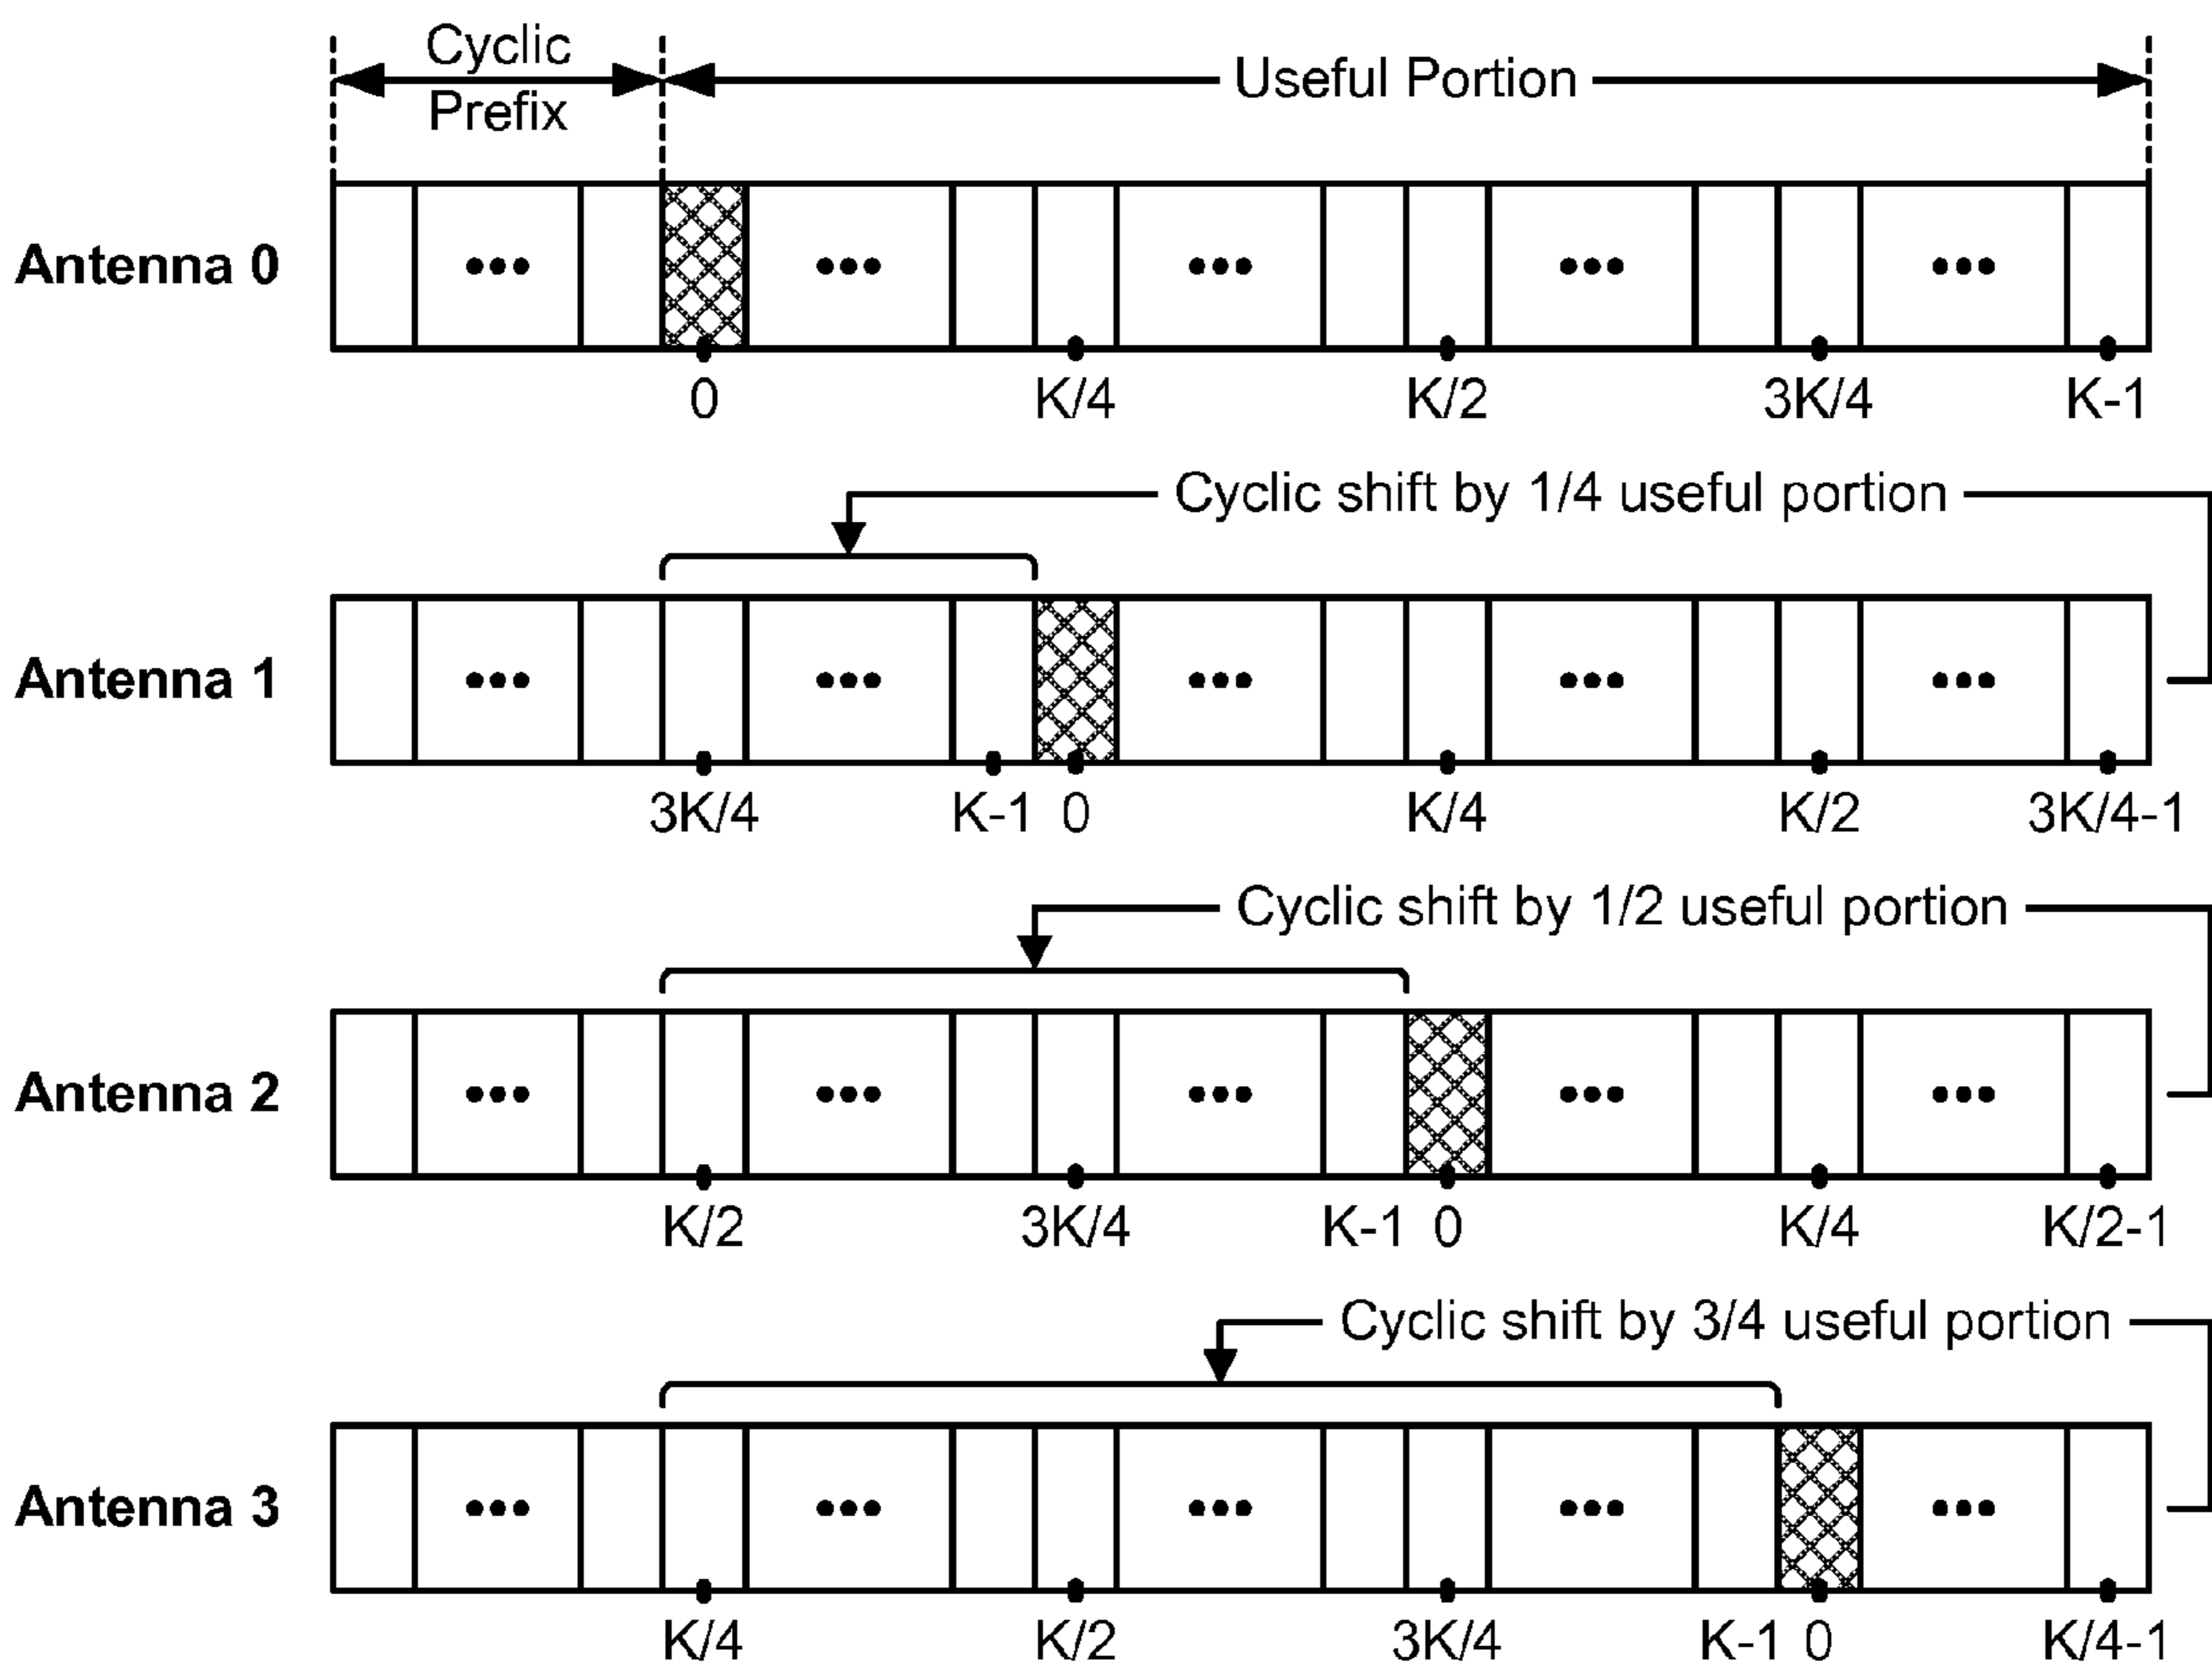 Cyclic
Prefix
Useful Portion
Antenna 0
0 K/4 K/2 3K/4 K-1
Cyclic shift by 1/4 useful portion
Antenna 1
3K/4 K-1 0 K/4 K/2 3K/4-1
Cyclic shift by 1/2 useful portion
Antenna 2
K/2 3K/4 K-1 0 K/4 K/2-1
Cyclic shift by 3/4 useful portion
Antenna 3
K/4 K/2 3K/4 K-1 0 K/4-1